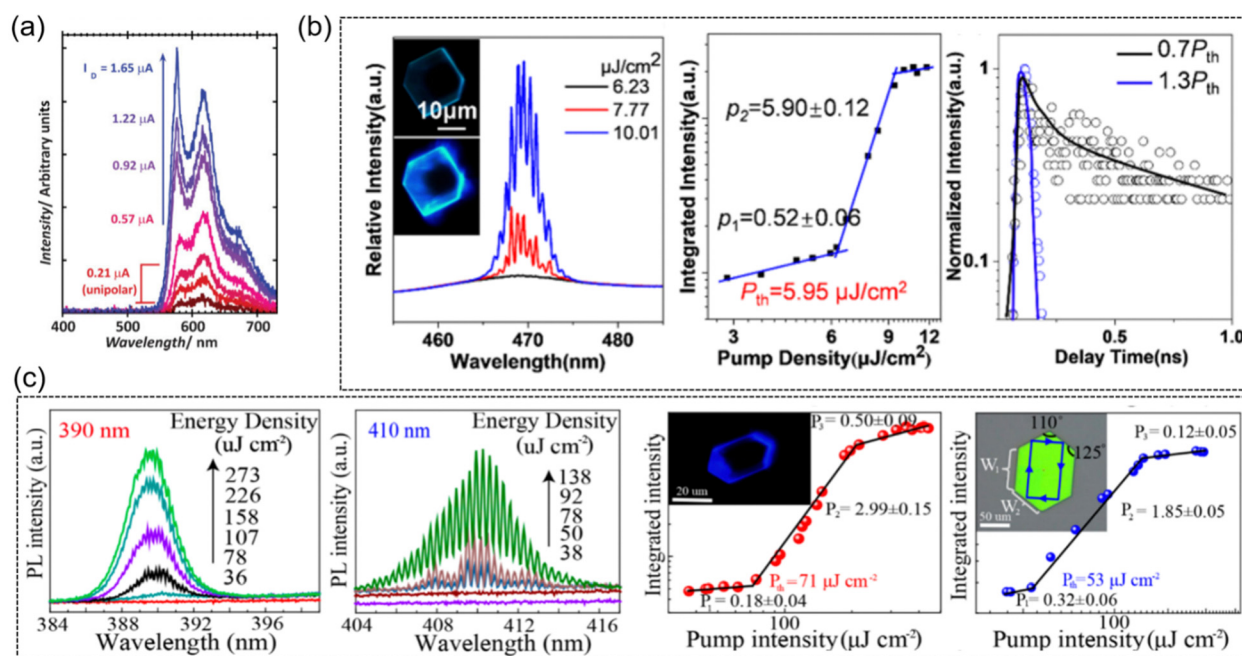 (a)
Intensity/ Arbitrary units
I D = 1.65 µA
1.22 µA
0.92 µA
0.57 µA
0.21 µA
(unipolar)
400 500 600 700
Wavelength/ nm
(b)
Relative Intensity(a.u.)
10µm
µJ/cm2
6.23
7.77
10.01
460 470 480
Wavelength(nm)
Integrated Intensity(a.u.)
p2=5.90±0.12
p1=0.52±0.06
Pth=5.95 µJ/cm2
3 6 9 12
Pump Density(µJ/cm2)
Normalized Intensity(a.u.)
1
0.1
0.7Pth
1.3Pth
0.5 1.0
Delay Time(ns)
(c)
PL intensity (a.u.)
390 nm
Energy Density
(uJ cm-2)
273
226
158
107
78
36
384 388 392 396
Wavelength (nm)
PL intensity (a.u.)
410 nm
Energy Density
(uJ cm-2)
138
92
78
50
38
404 408 412 416
Wavelength (nm)
Integrated intensity
20 um
P3=0.50±0.09
P2=2.99±0.15
Pth=71 µJ cm-2
P1=0.18±0.04
100
Pump intensity(µJ cm-2)
Integrated intensity
110°
125°
W1
W2
50 um
P3=0.12±0.05
P2=1.85±0.05
Pth=53 µJ cm-2
P1=0.32±0.06
100
Pump intensity(µJ cm-2)